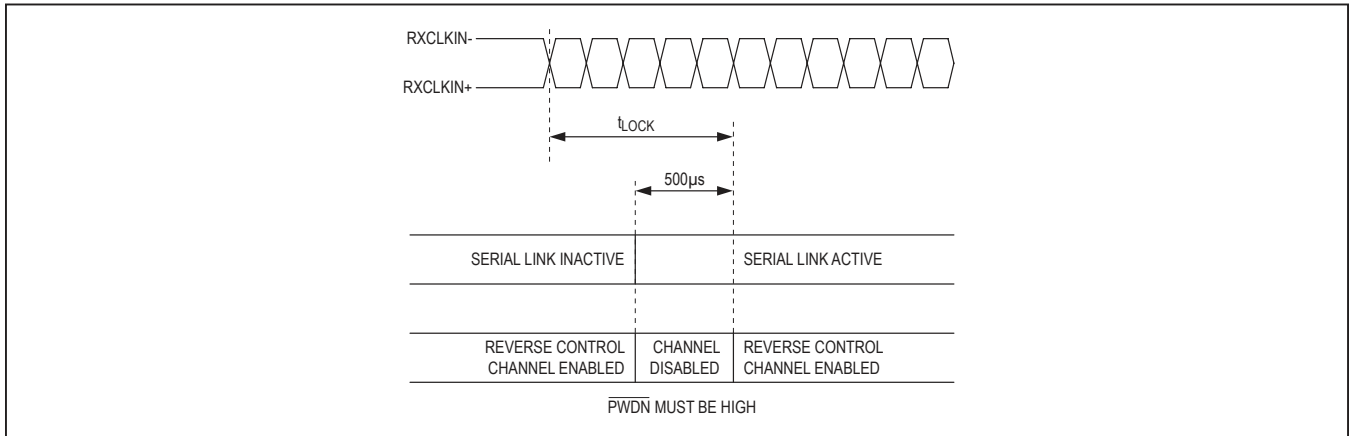 RXCLKIN-
RXCLKIN+
tLOCK
500µs
SERIAL LINK INACTIVE
SERIAL LINK ACTIVE
REVERSE CONTROL
CHANNEL ENABLED
CHANNEL
DISABLED
REVERSE CONTROL
CHANNEL ENABLED
PWDN MUST BE HIGH